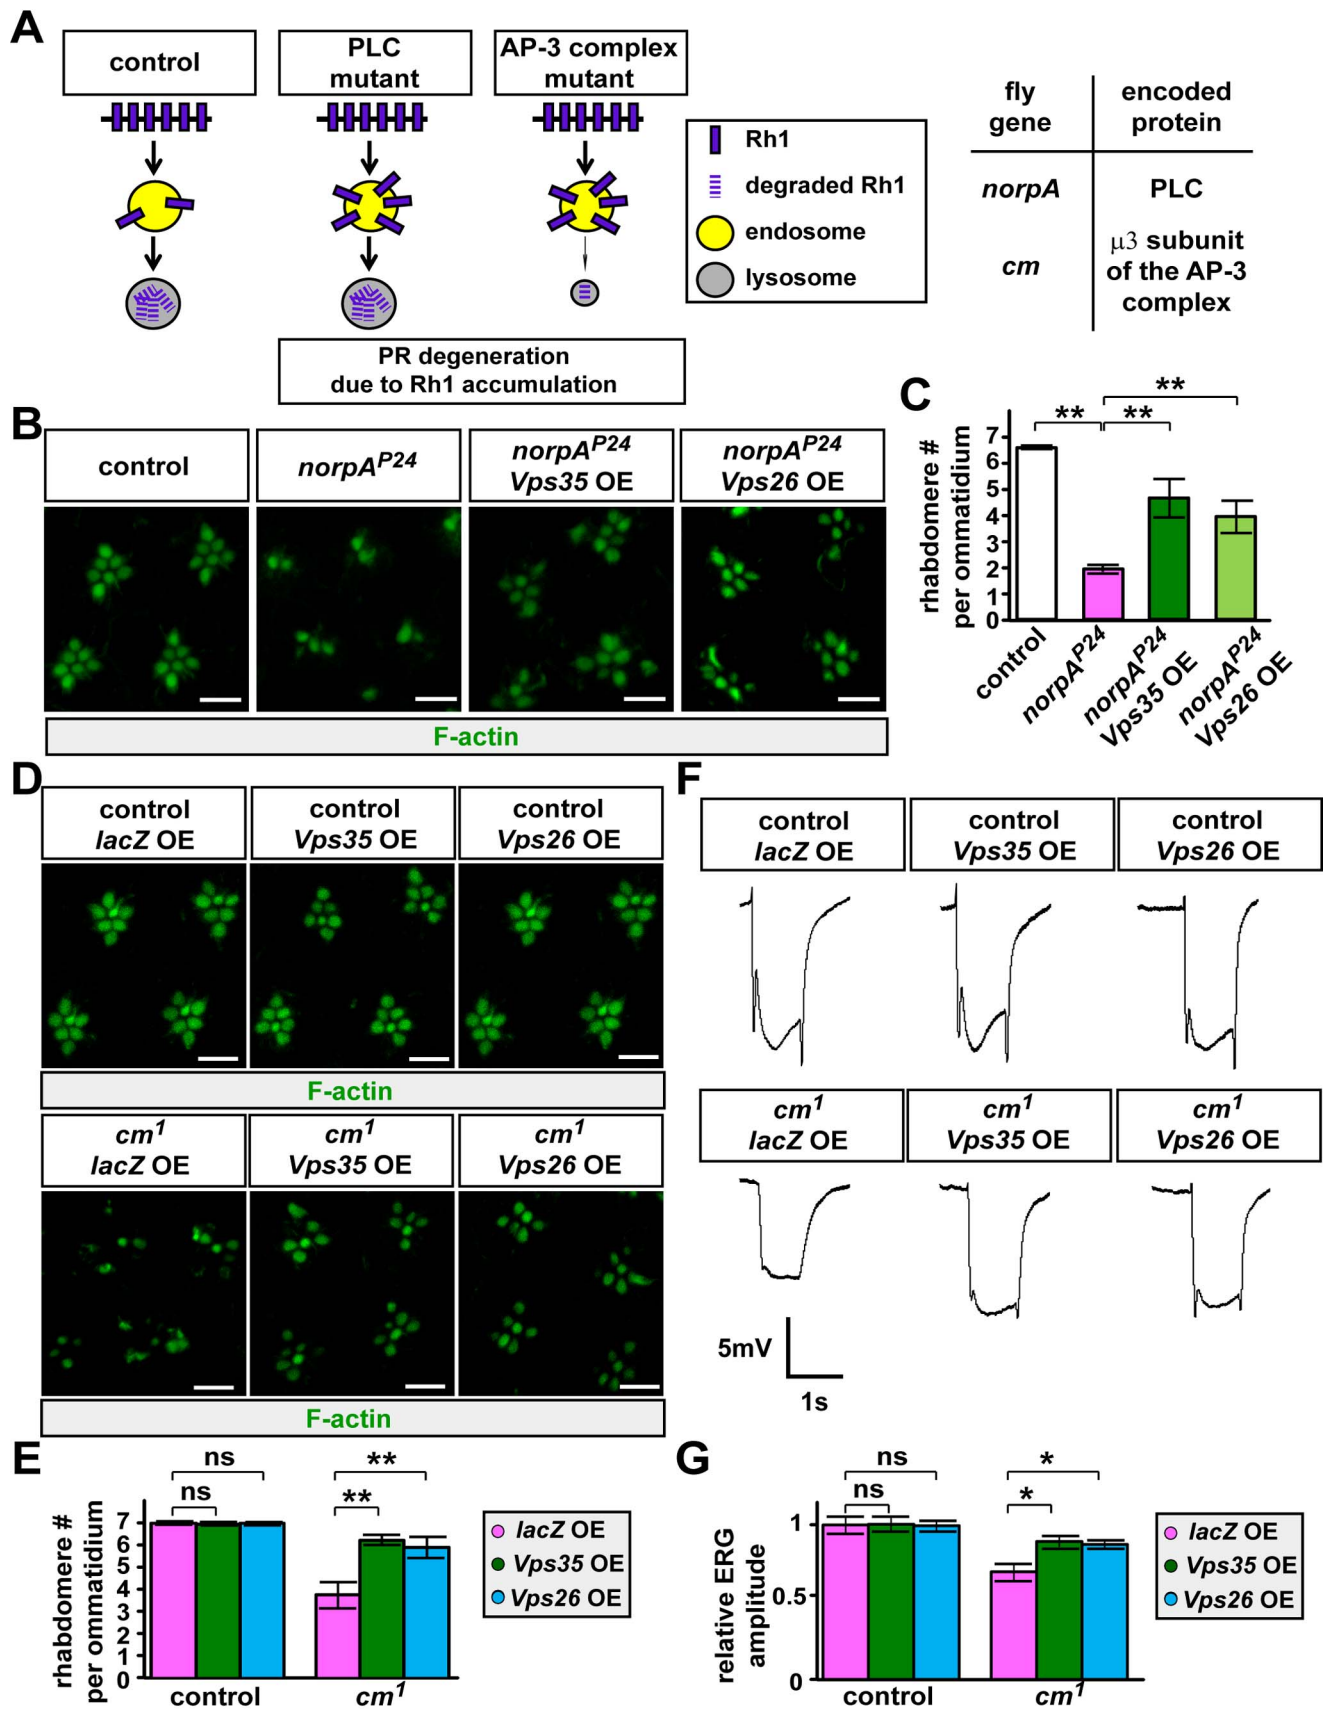 A
control
PLC
mutant
AP-3 complex
mutant
Rh1
degraded Rh1
endosome
lysosome
PR degeneration
due to Rh1 accumulation
fly
gene
encoded
protein
norpA
PLC
cm
μ3 subunit
of the AP-3
complex
B
control
norpA^P24
norpA^P24
Vps35 OE
norpA^P24
Vps26 OE
F-actin
C
rhabdomere #
per ommatidium
7
6
5
4
3
2
1
0
**
**
**
control
norpA^P24
norpA^P24
Vps35 OE
norpA^P24
Vps26 OE
D
control
lacZ OE
control
Vps35 OE
control
Vps26 OE
F-actin
cm^1
lacZ OE
cm^1
Vps35 OE
cm^1
Vps26 OE
F-actin
F
control
lacZ OE
control
Vps35 OE
control
Vps26 OE
cm^1
lacZ OE
cm^1
Vps35 OE
cm^1
Vps26 OE
5mV
1s
E
rhabdomere #
per ommatidium
7
6
5
4
3
2
1
0
ns
ns
**
**
control
cm^1
lacZ OE
Vps35 OE
Vps26 OE
G
relative ERG
amplitude
1
0.5
0
ns
ns
*
*
control
cm^1
lacZ OE
Vps35 OE
Vps26 OE